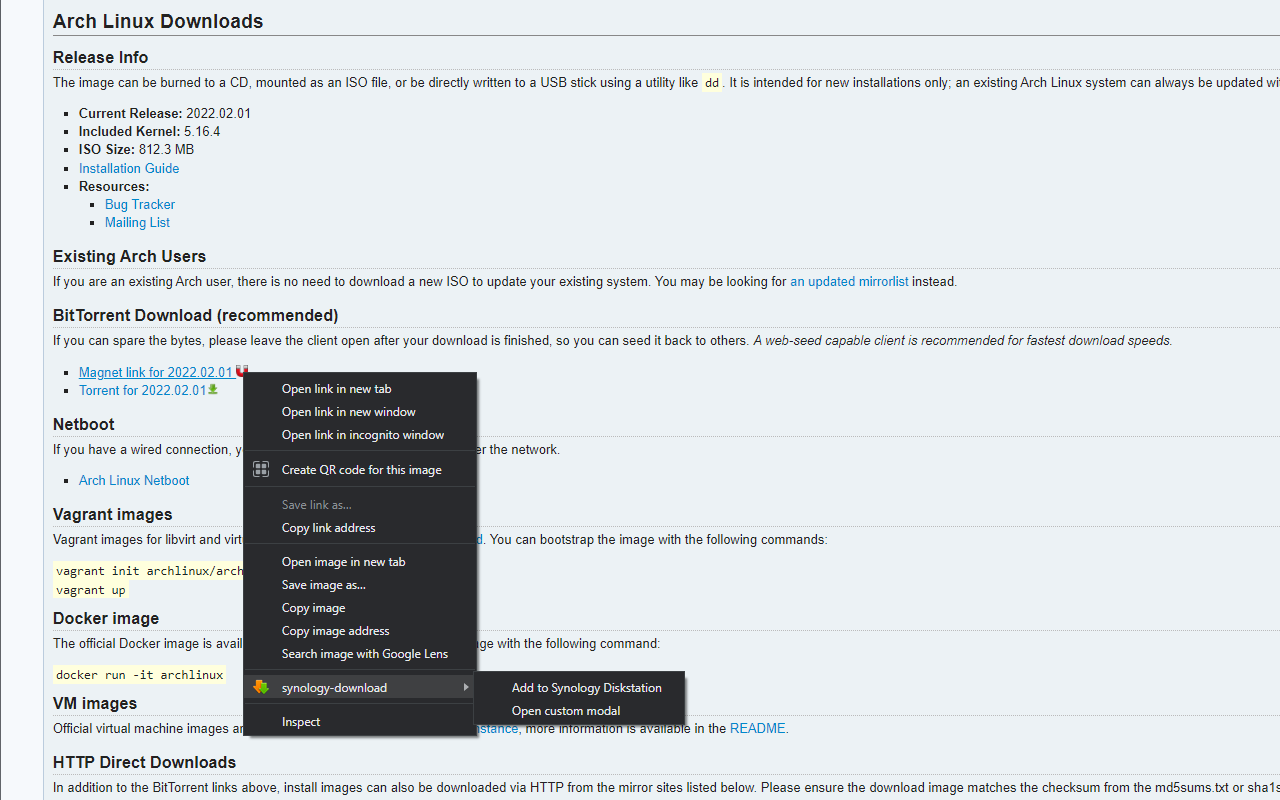 Arch Linux Downloads
Release Info
The image can be burned to a CD, mounted as an ISO file, or be directly written to a USB stick using a utility like dd. It is intended for new installations only; an existing Arch Linux system can always be updated
Current Release: 2022.02.01
Included Kernel: 5.16.4
ISO Size: 812.3 MB
Installation Guide
Resources:
Bug Tracker
Mailing List
Existing Arch Users
If you are an existing Arch user, there is no need to download a new ISO to update your existing system. You may be looking for an updated mirrorlist instead.
BitTorrent Download (recommended)
If you can spare the bytes, please leave the client open after your download is finished, so you can seed it back to others. A web-seed capable client is recommended for fastest download speeds.
Magnet link for 2022.02.01
Torrent for 2022.02.01
Netboot
If you have a wired connection, the network.
Arch Linux Netboot
Vagrant images
Vagrant images for libvirt and You can bootstrap the image with the following commands:
vagrant init archlinux/arch
vagrant up
Docker image
The official Docker image is with the following command:
docker run -it archlinux
VM images
Official virtual machine images more information is available in the README.
HTTP Direct Downloads
In addition to the BitTorrent links above, install images can also be downloaded via HTTP from the mirror sites listed below. Please ensure the download image matches the checksum from the md5sums.txt or
Open link in new tab
Open link in new window
Open link in incognito window
Create QR code for this image
Save link as...
Copy link address
Open image in new tab
Save image as...
Copy image
Copy image address
Search image with Google Lens
synology-download
Inspect
Add to Synology Diskstation
Open custom modal